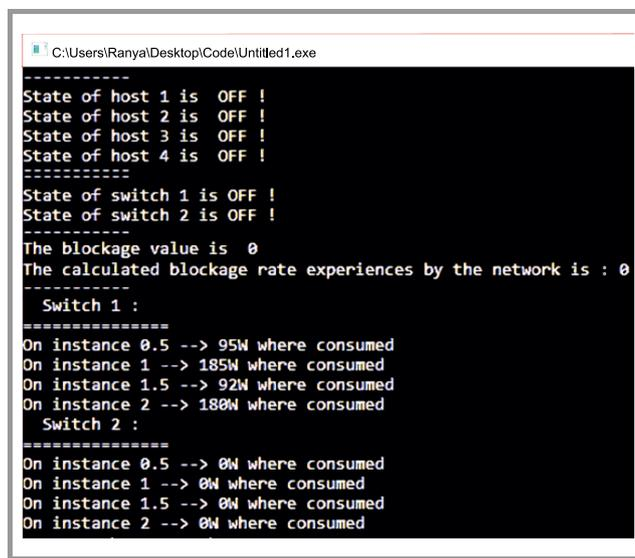 C:\Users\Ranya\Desktop\Code\Untitled1.exe
-----------
State of host 1 is  OFF !
State of host 2 is  OFF !
State of host 3 is  OFF !
State of host 4 is  OFF !
-----------
State of switch 1 is OFF !
State of switch 2 is OFF !
-----------
The blockage value is  0
The calculated blockage rate experiences by the network is : 0
-----------
  Switch 1 :
===============
On instance 0.5 --> 95W where consumed
On instance 1 --> 185W where consumed
On instance 1.5 --> 92W where consumed
On instance 2 --> 180W where consumed
  Switch 2 :
===============
On instance 0.5 --> 0W where consumed
On instance 1 --> 0W where consumed
On instance 1.5 --> 0W where consumed
On instance 2 --> 0W where consumed